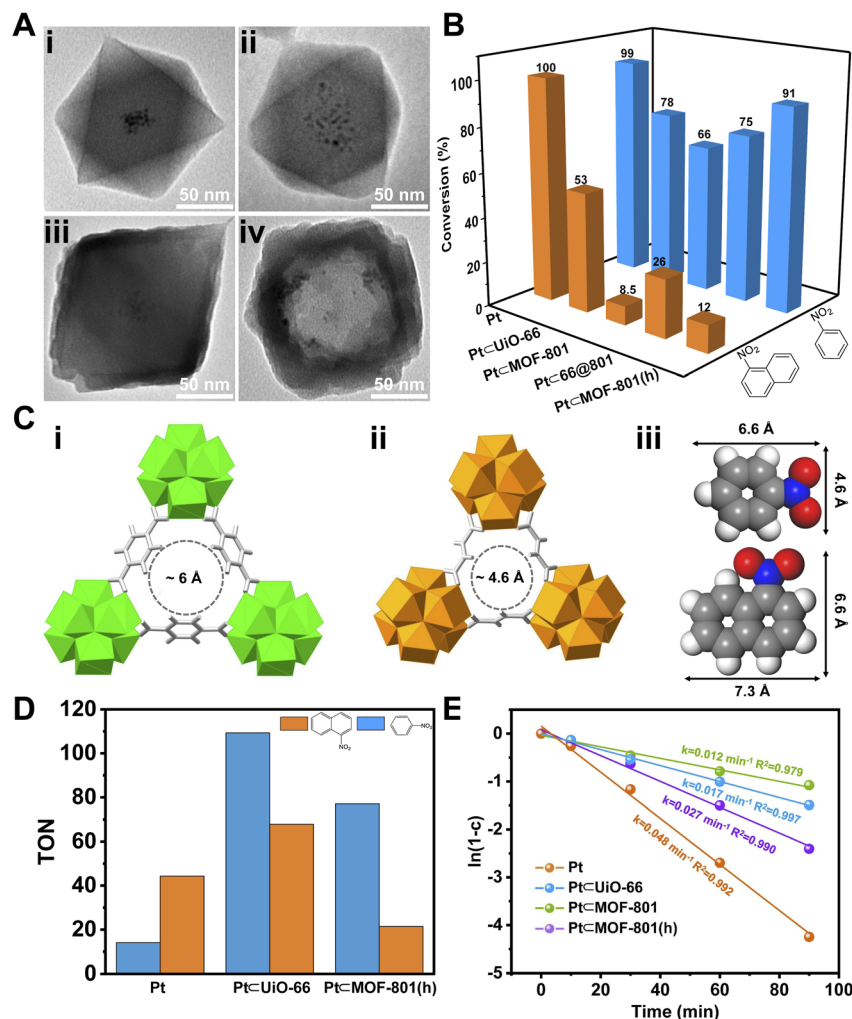 A
i
50 nm
ii
50 nm
iii
50 nm
iv
50 nm
B
Conversion (%)
100
80
60
40
20
0
100
53
8.5
26
12
99
78
66
75
91
Pt
Pt⊂UiO-66
Pt⊂MOF-801
Pt⊂66@801
Pt⊂MOF-801(h)
NO₂
NO₂
C
i
~ 6 Å
ii
~ 4.6 Å
iii
6.6 Å
4.6 Å
6.6 Å
7.3 Å
D
TON
120
100
80
60
40
20
0
NO₂
NO₂
Pt
Pt⊂UiO-66
Pt⊂MOF-801(h)
E
ln(1-c)
1
0
-1
-2
-3
-4
-5
k=0.012 min⁻¹ R²=0.979
k=0.017 min⁻¹ R²=0.997
k=0.027 min⁻¹ R²=0.990
k=0.048 min⁻¹ R²=0.992
Pt
Pt⊂UiO-66
Pt⊂MOF-801
Pt⊂MOF-801(h)
0 20 40 60 80 100
Time (min)